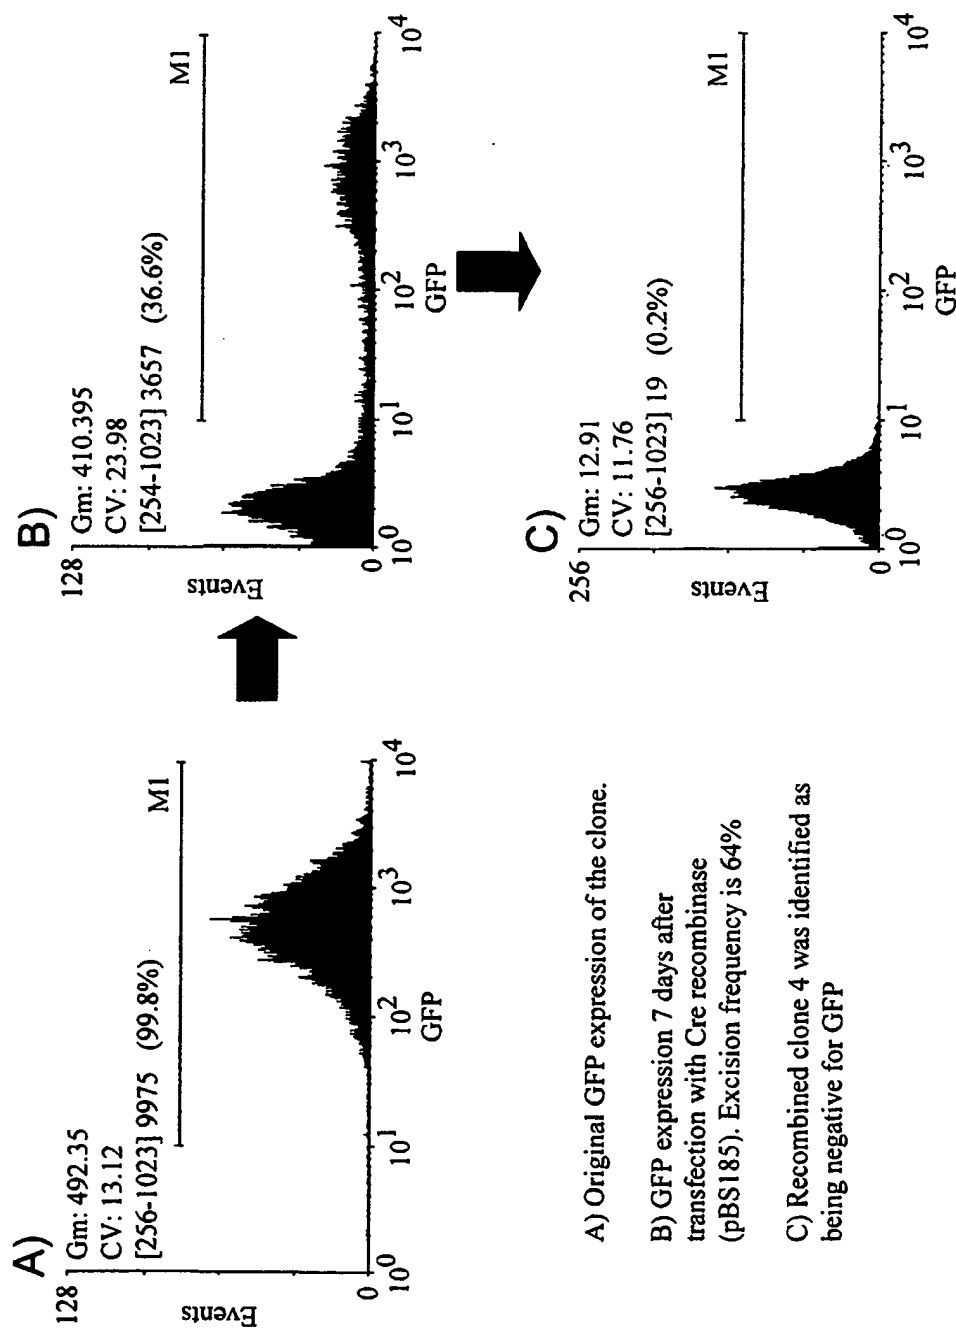 A)
Gm: 492.35
CV: 13.12
[256-1023] 9975 (99.8%)
128
Events
0
M1
10^0
10^1
10^2
10^3
10^4
GFP
B)
Gm: 410.395
CV: 23.98
[254-1023] 3657 (36.6%)
128
Events
0
M1
10^0
10^1
10^2
10^3
10^4
GFP
C)
Gm: 12.91
CV: 11.76
[256-1023] 19 (0.2%)
256
Events
0
M1
10^0
10^1
10^2
10^3
10^4
GFP
A) Original GFP expression of the clone.
B) GFP expression 7 days after
transfection with Cre recombinase
(pBS185). Excision frequency is 64%
C) Recombined clone 4 was identified as
being negative for GFP